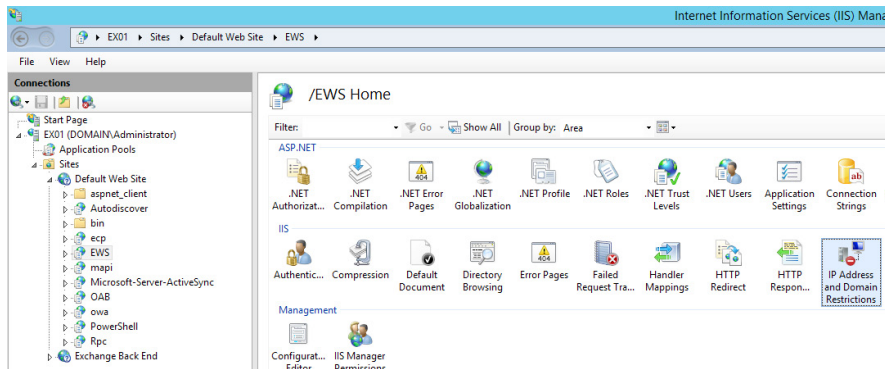 Internet Information Services (IIS) Mana
EX01 Sites Default Web Site EWS
File View Help
Connections
Start Page
EX01 (DOMAIN\Administrator)
Application Pools
Sites
Default Web Site
aspnet_client
Autodiscover
bin
ecp
EWS
mapi
Microsoft-Server-ActiveSync
OAB
owa
PowerShell
Rpc
Exchange Back End
/EWS Home
Filter: Go Show All Group by: Area
ASP.NET
.NET Authorizat...
.NET Compilation
404
.NET Error Pages
.NET Globalization
.NET Profile
.NET Roles
.NET Trust Levels
.NET Users
Application Settings
ab
Connection Strings
IIS
Authentic...
Compression
Default Document
Directory Browsing
404
Error Pages
Failed Request Tra...
Handler Mappings
HTTP Redirect
HTTP Respon...
IP Address and Domain Restrictions
Management
Configurat... Editor
IIS Manager Permissions